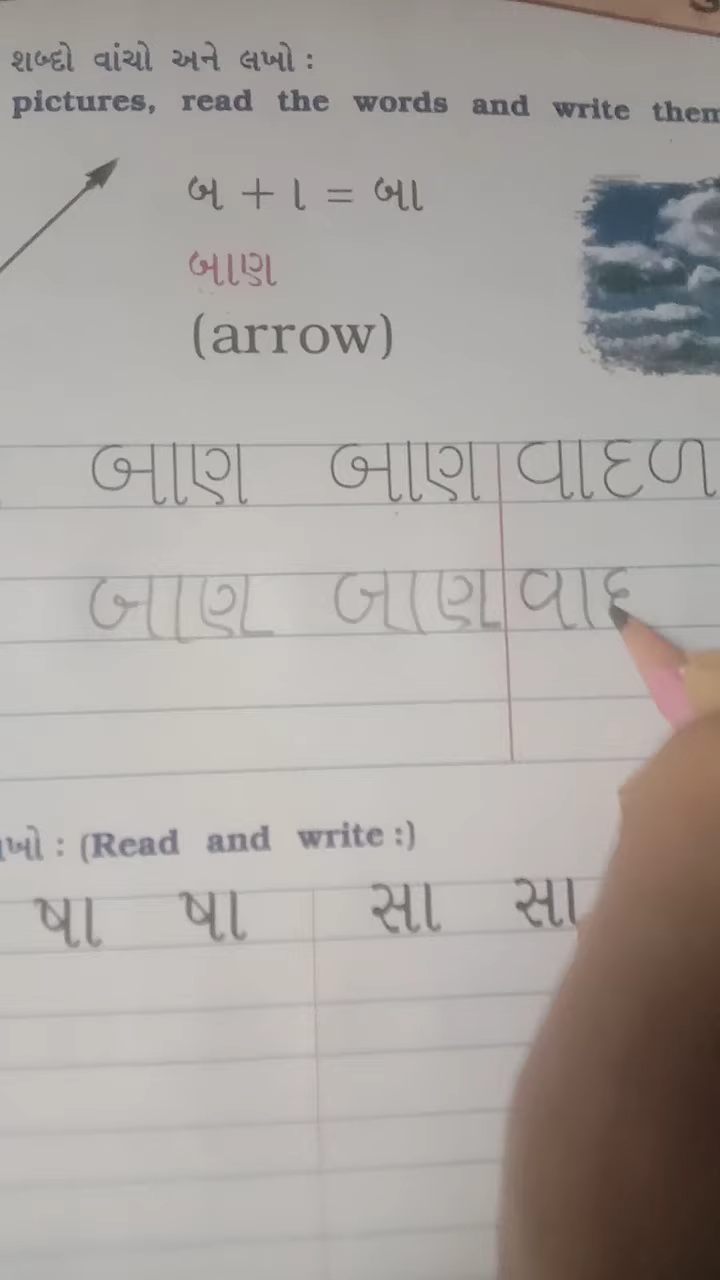 શબ્દો વાંચો અને લખો :
pictures, read the words and write them
બ + ા = બા
બાણ
(arrow)
બાણ બાણ વાદળ
બાણ બાણ વાદ
ખો : (Read and write :)
ષા ષા સા સા